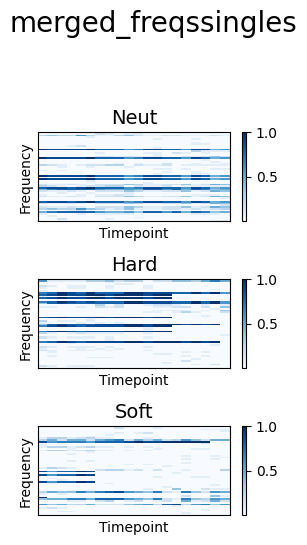 merged_freqssingles
Neut
Frequency
1.0
0.5
Timepoint
Hard
Frequency
1.0
0.5
Timepoint
Soft
Frequency
1.0
0.5
Timepoint